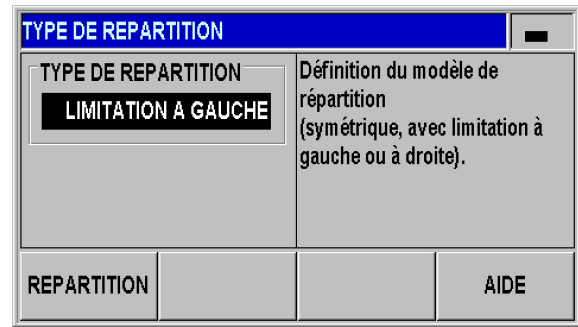 TYPE DE REPARTITION
TYPE DE REPARTITION
LIMITATION A GAUCHE
Définition du modèle de
répartition
(symétrique, avec limitation à
gauche ou à droite).
REPARTITION
AIDE